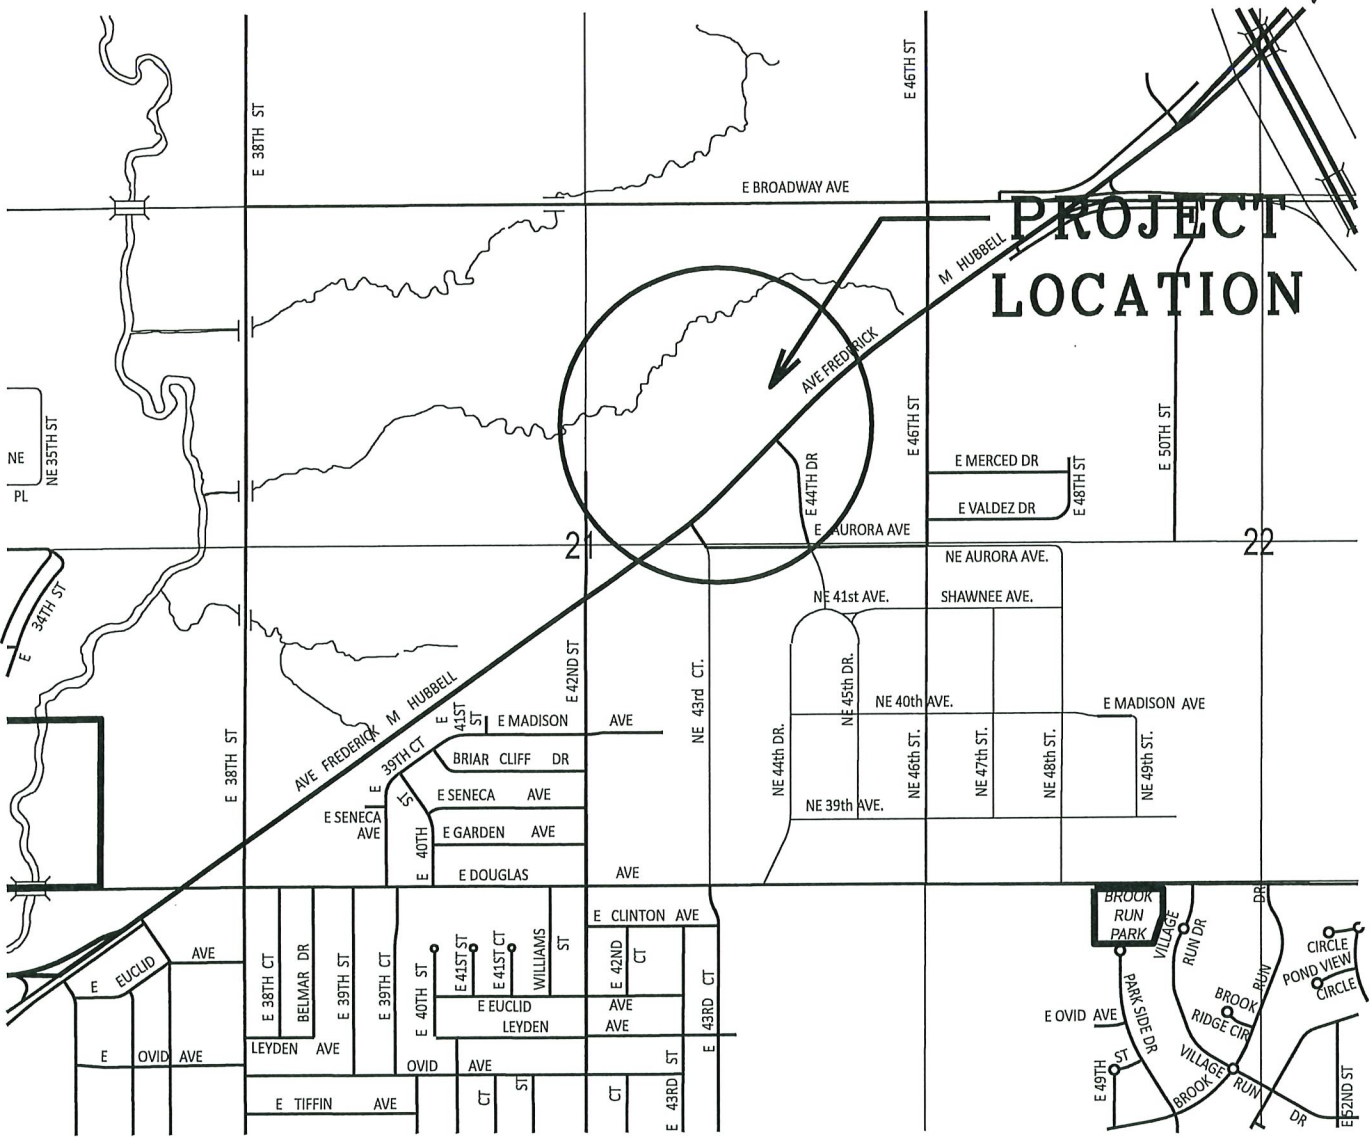 E 38TH ST
E 46TH ST
E BROADWAY AVE
PROJECT
LOCATION
M HUBBELL
AVE FREDERICK
NE 35TH ST
NE
PL
E 46TH ST
E 50TH ST
E MERCED DR
E 48TH ST
E VALDEZ DR
E 44TH DR
E AURORA AVE
21
22
NE AURORA AVE.
E 34TH ST
NE 41st AVE.
SHAWNEE AVE.
E 42ND ST
NE 43rd CT.
NE 45th DR.
NE 40th AVE.
E MADISON AVE
AVE FREDERICK M HUBBELL
E 41ST ST
E MADISON AVE
E 38TH ST
E 39TH CT
BRIAR CLIFF DR
NE 44th DR.
NE 46th ST.
NE 47th ST.
NE 48th ST.
NE 49th ST.
E SENECA AVE
E SENECA
AVE
NE 39th AVE.
E 40TH ST
E GARDEN AVE
E DOUGLAS AVE
BROOK
RUN
PARK
VILLAGE
RUN DR
DR
E CLINTON AVE
E EUCLID AVE
E 38TH CT
BELMAR DR
E 39TH ST
E 39TH CT
E 40TH ST
E 41ST ST
E 41ST CT
WILLIAMS ST
E 42ND CT
E 43RD CT
CIRCLE
POND VIEW
CIRCLE
RUN
BROOK
RIDGE CIR
PARK SIDE DR
E EUCLID AVE
LEYDEN AVE
E OVID AVE
LEYDEN AVE
E OVID AVE
OVID AVE
E 49TH ST
VILLAGE
BROOK
RUN
DR
E 52ND ST
E TIFFIN AVE
CT
ST
CT
E 43RD ST